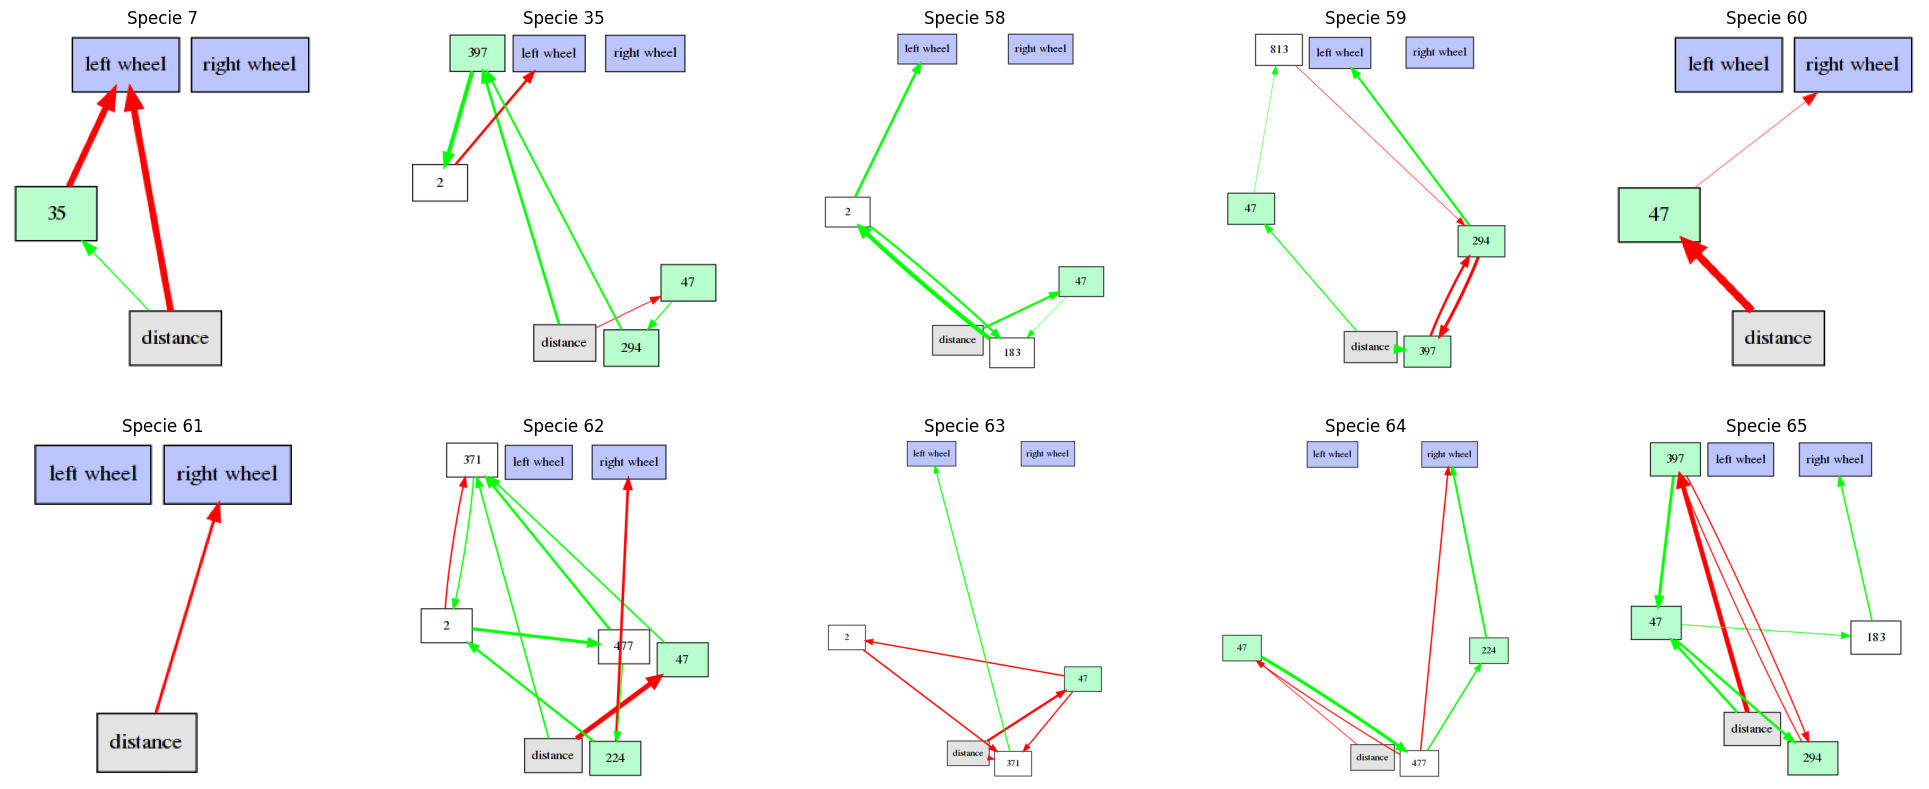 Specie 7
left wheel
right wheel
35
distance
Specie 35
397
left wheel
right wheel
2
47
distance
294
Specie 58
left wheel
right wheel
2
47
distance
183
Specie 59
813
left wheel
right wheel
47
294
distance
397
Specie 60
left wheel
right wheel
47
distance
Specie 61
left wheel
right wheel
distance
Specie 62
371
left wheel
right wheel
2
477
47
distance
224
Specie 63
left wheel
right wheel
2
47
distance
371
Specie 64
left wheel
right wheel
47
224
distance
477
Specie 65
397
left wheel
right wheel
47
183
distance
294